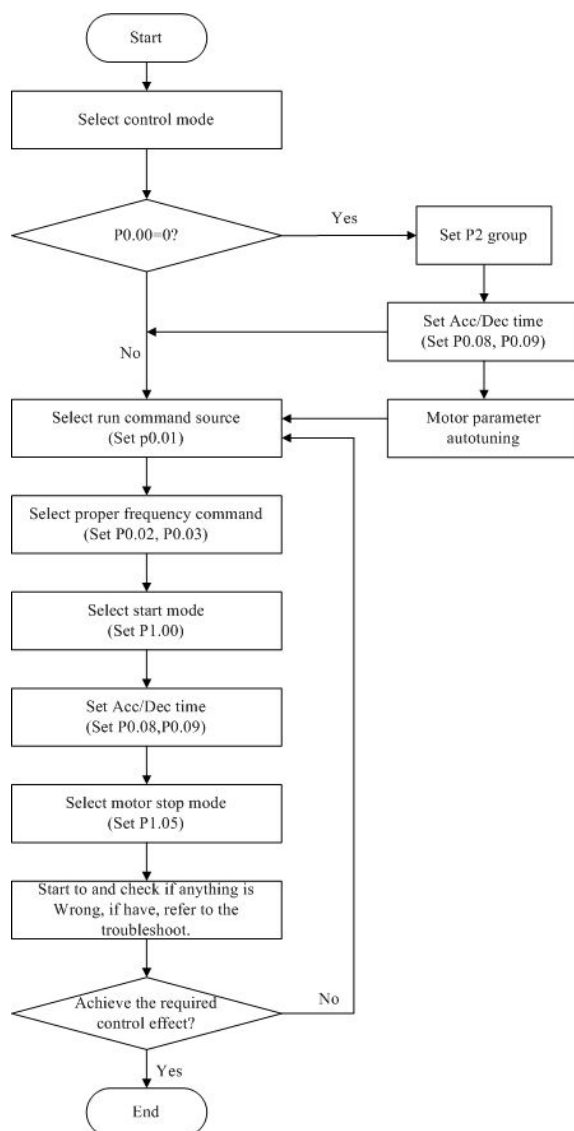 Start
Select control mode
P0.00=0?
Yes
Set P2 group
Set Acc/Dec time
(Set P0.08, P0.09)
No
Motor parameter
autotuning
Select run command source
(Set p0.01)
Select proper frequency command
(Set P0.02, P0.03)
Select start mode
(Set P1.00)
Set Acc/Dec time
(Set P0.08,P0.09)
Select motor stop mode
(Set P1.05)
Start to and check if anything is
Wrong, if have, refer to the
troubleshoot.
Achieve the required
control effect?
No
Yes
End